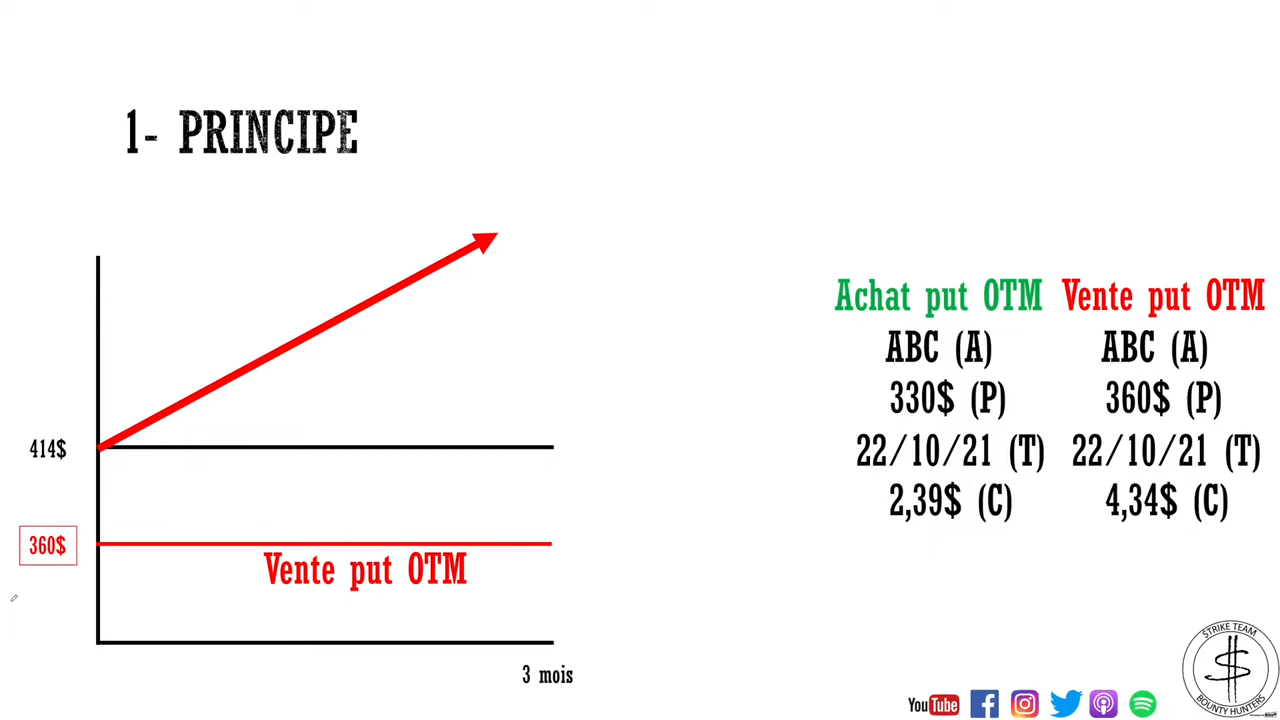 1- PRINCIPE
414$
360$
Vente put OTM
3 mois
Achat put OTM Vente put OTM
ABC (A) ABC (A)
330$ (P) 360$ (P)
22/10/21 (T) 22/10/21 (T)
2,39$ (C) 4,34$ (C)
YouTube
STRIKE TEAM
BOUNTY HUNTERS